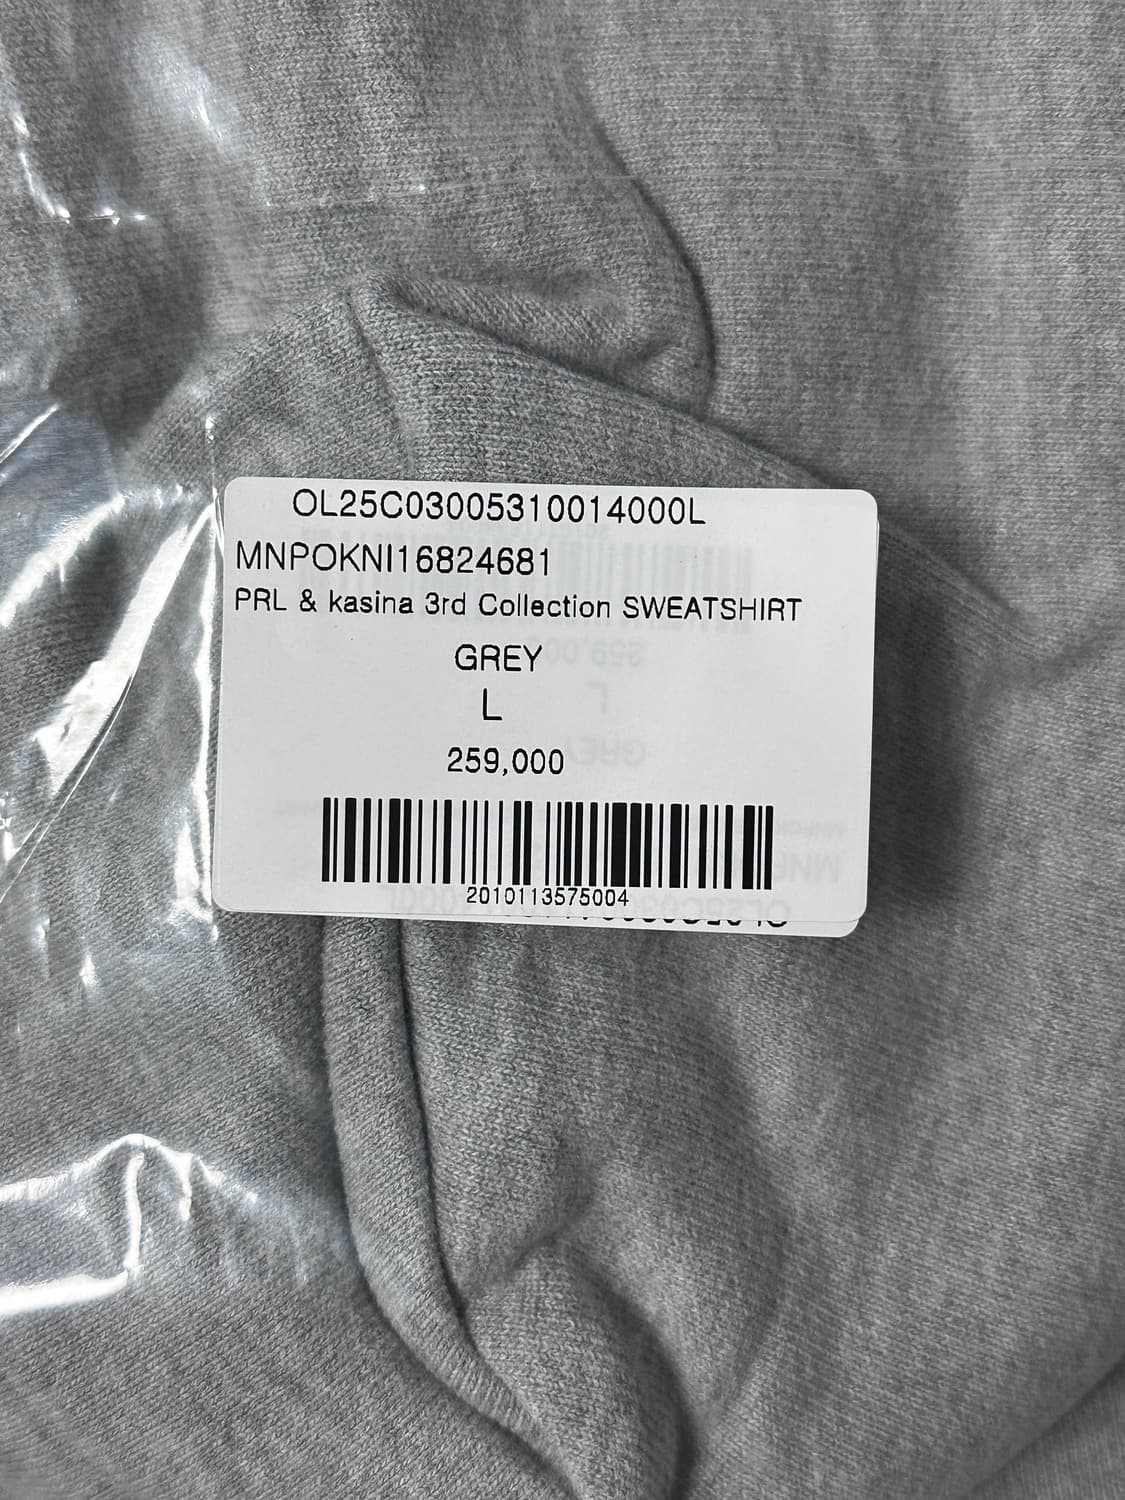 OL25C03005310014000L
MNPOKNI16824681
PRL & kasina 3rd Collection SWEATSHIRT
GREY
L
259,000
2010113575004